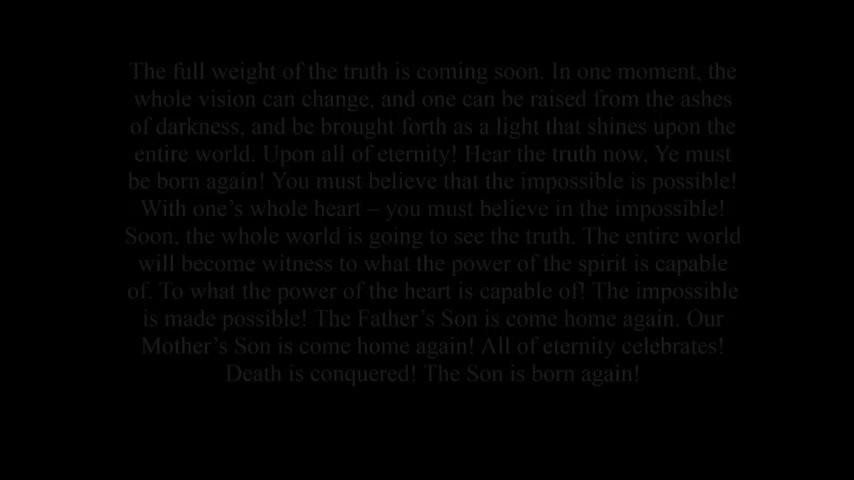 The full weight of the truth is coming soon. In one moment, the
whole vision can change, and one can be raised from the ashes
of darkness, and be brought forth as a light that shines upon the
entire world. Upon all of eternity! Hear the truth now, Ye must
be born again! You must believe that the impossible is possible!
With one’s whole heart – you must believe in the impossible!
Soon, the whole world is going to see the truth. The entire world
will become witness to what the power of the spirit is capable
of. To what the power of the heart is capable of! The impossible
is made possible! The Father’s Son is come home again. Our
Mother’s Son is come home again! All of eternity celebrates!
Death is conquered! The Son is born again!